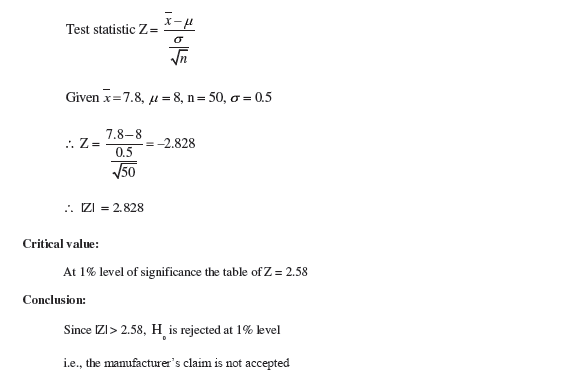 Test statistic Z = (x̅ – μ) / (σ / √n)
Given x̅ = 7.8, μ = 8, n = 50, σ = 0.5
∴ Z = (7.8–8) / (0.5 / √50) = –2.828
∴ |Z| = 2.828
Critical value:
At 1% level of significance the table of Z = 2.58
Conclusion:
Since |Z| > 2.58, H₀ is rejected at 1% level
i.e., the manufacturer's claim is not accepted